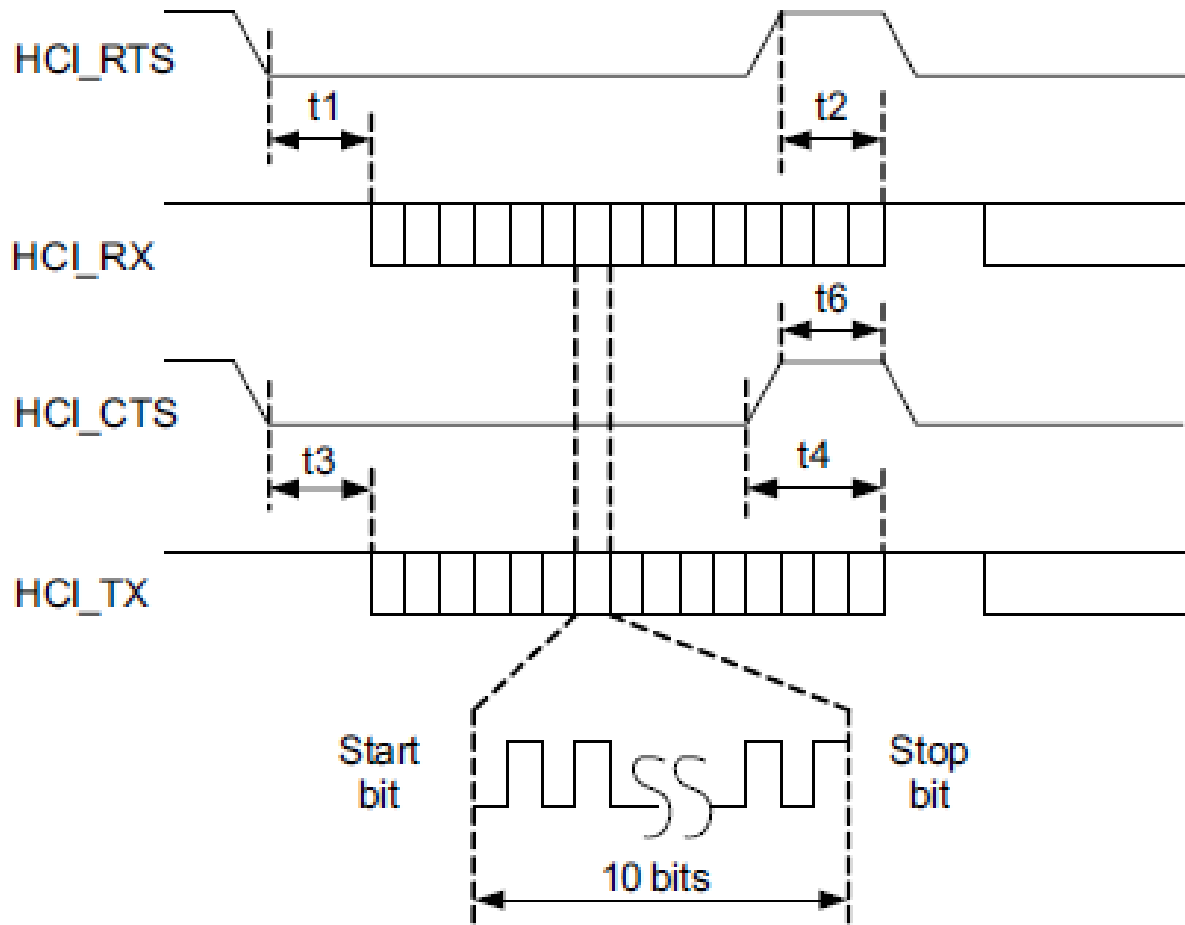 HCI_RTS
t1
t2
HCI_RX
t6
HCI_CTS
t3
t4
HCI_TX
Start
bit
Stop
bit
10 bits